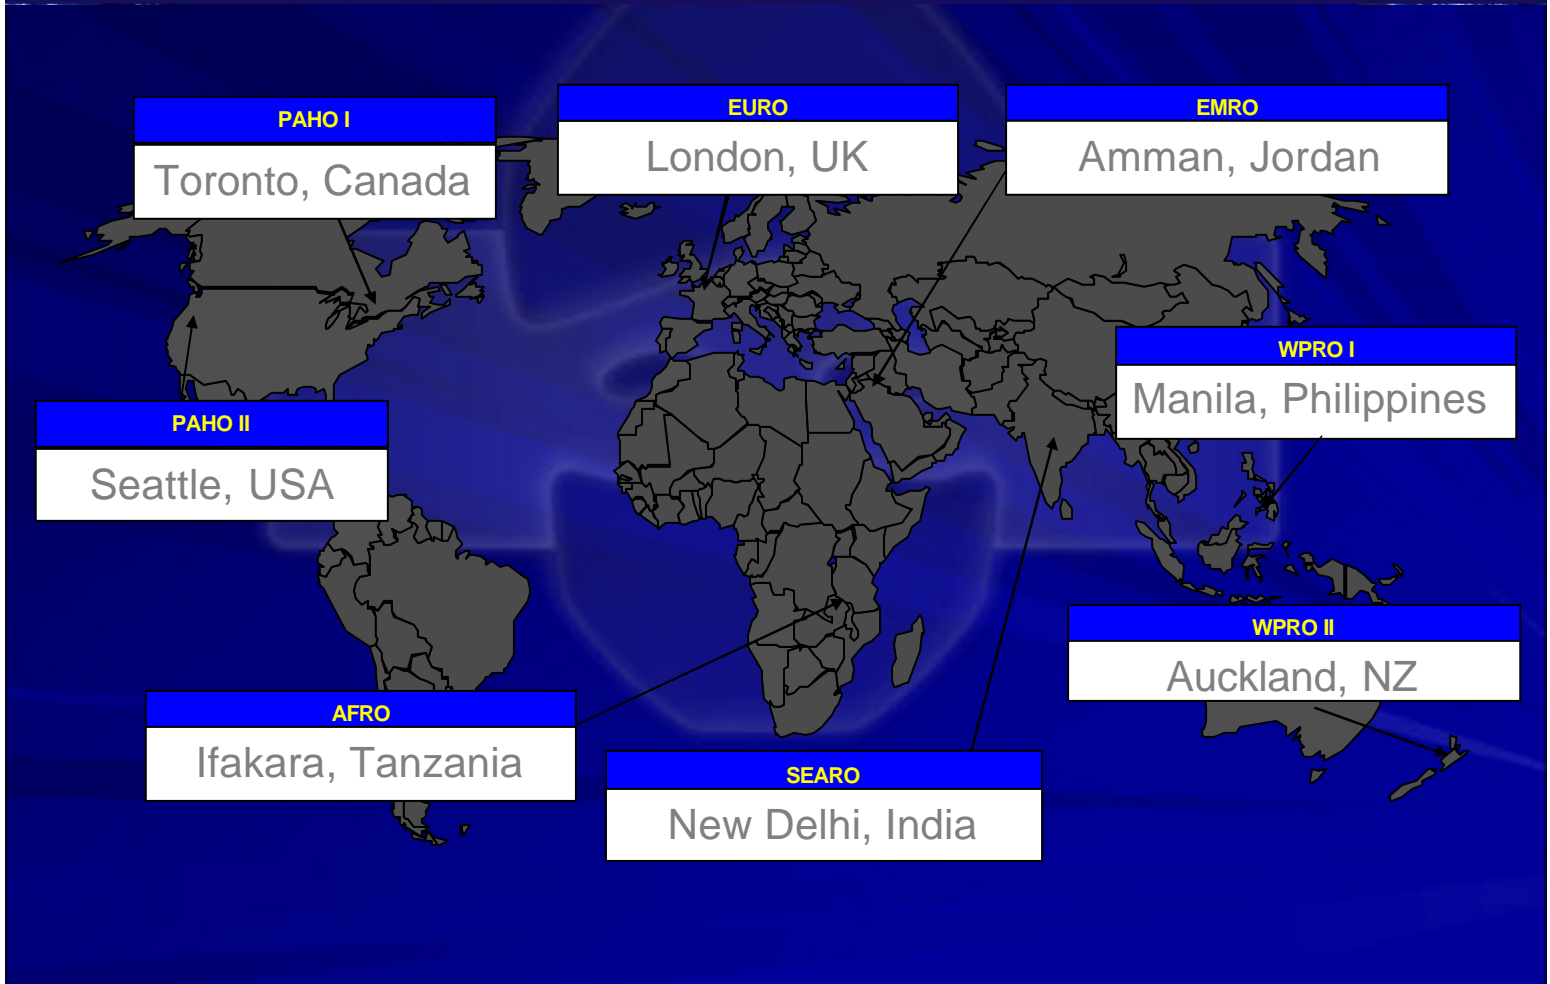 PAHO I
Toronto, Canada
EURO
London, UK
EMRO
Amman, Jordan
WPRO I
Manila, Philippines
PAHO II
Seattle, USA
WPRO II
Auckland, NZ
AFRO
Ifakara, Tanzania
SEARO
New Delhi, India